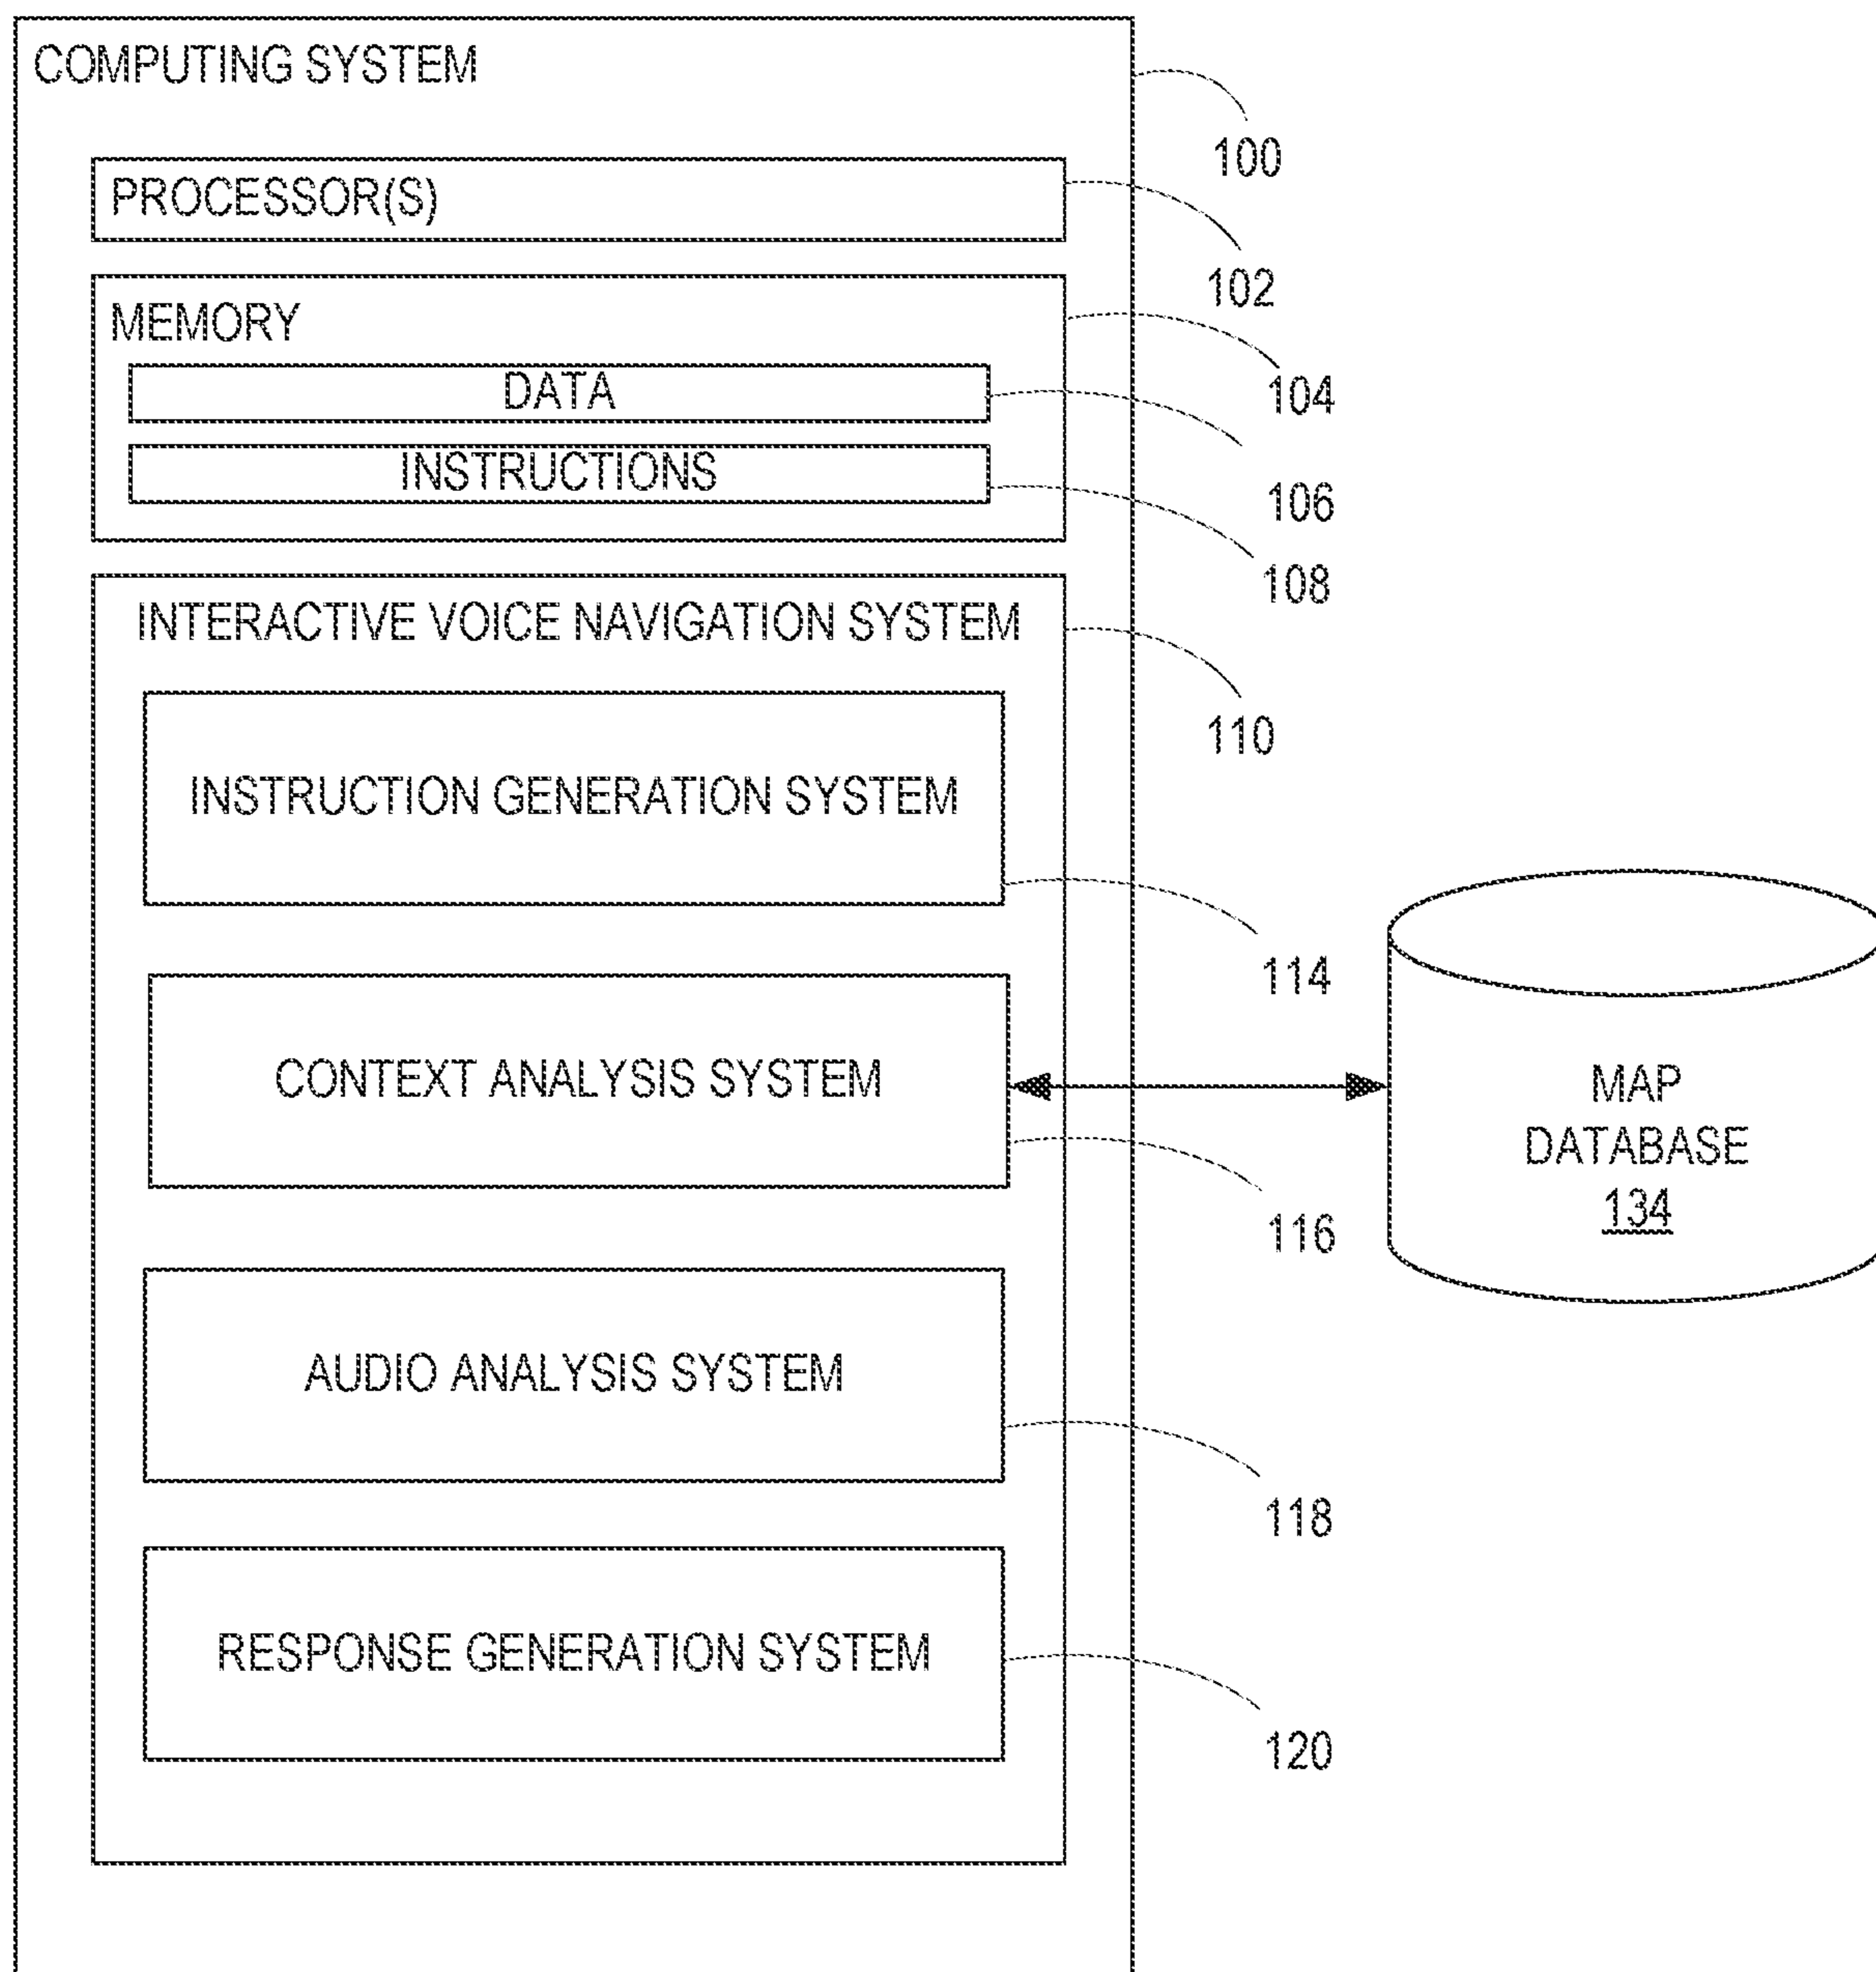 COMPUTING SYSTEM
100
PROCESSOR(S)
102
MEMORY
104
DATA
106
INSTRUCTIONS
108
INTERACTIVE VOICE NAVIGATION SYSTEM
110
INSTRUCTION GENERATION SYSTEM
114
CONTEXT ANALYSIS SYSTEM
116
MAP
DATABASE
134
AUDIO ANALYSIS SYSTEM
118
RESPONSE GENERATION SYSTEM
120